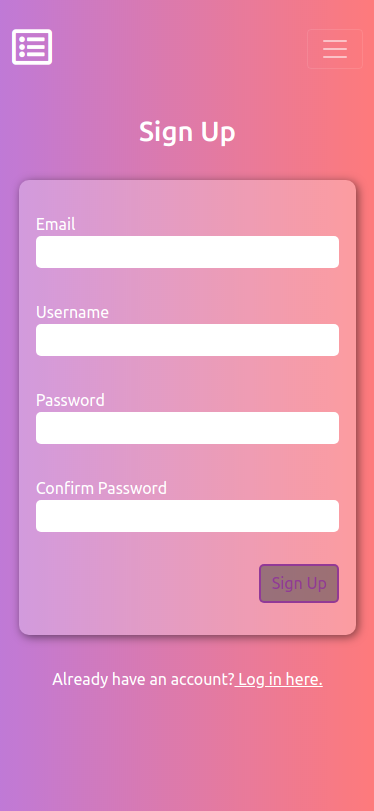 Sign Up
Email
Username
Password
Confirm Password
Sign Up
Already have an account? Log in here.